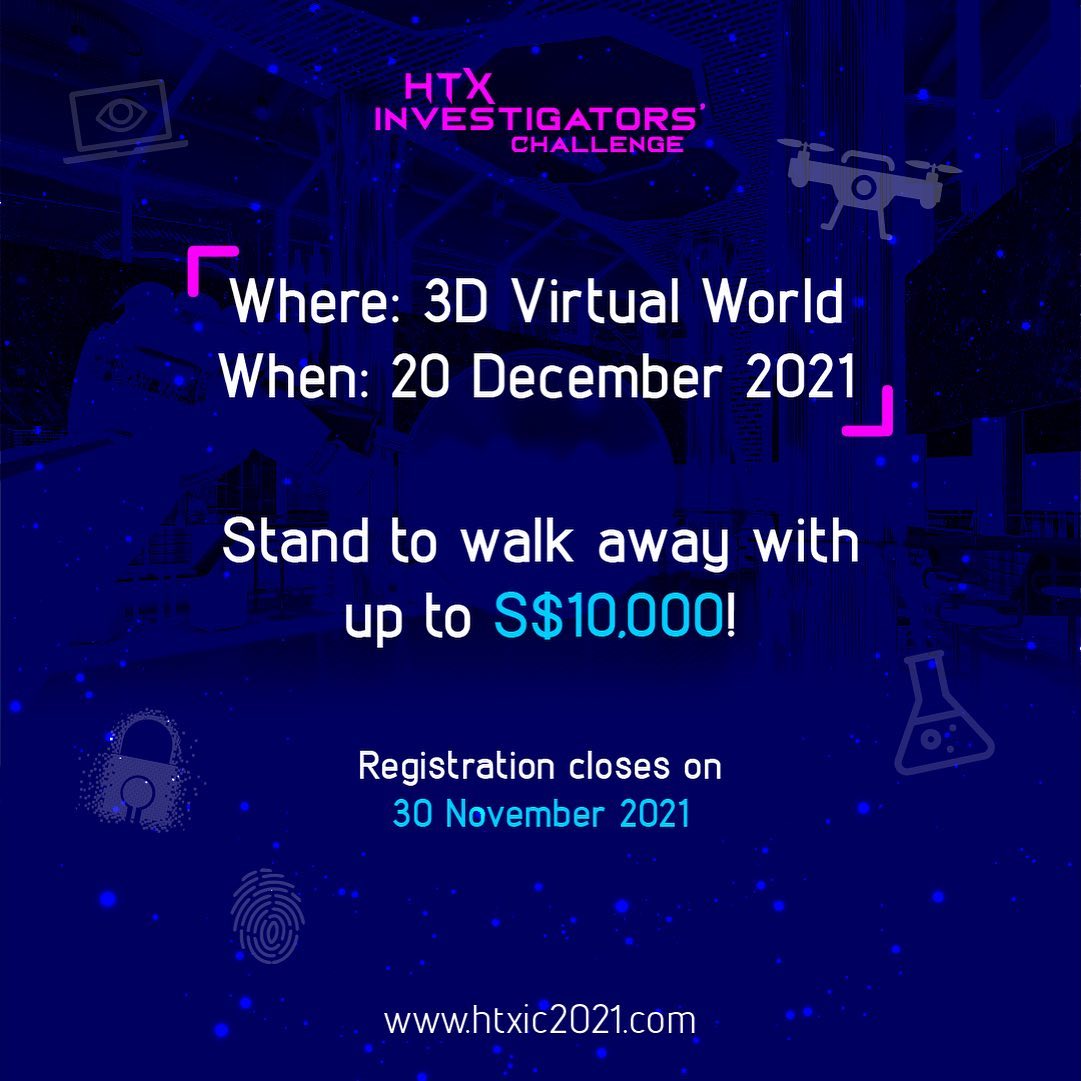 HTX
INVESTIGATORS'
CHALLENGE
Where: 3D Virtual World
When: 20 December 2021
Stand to walk away with
up to S$10,000!
Registration closes on
30 November 2021
www.htxic2021.com